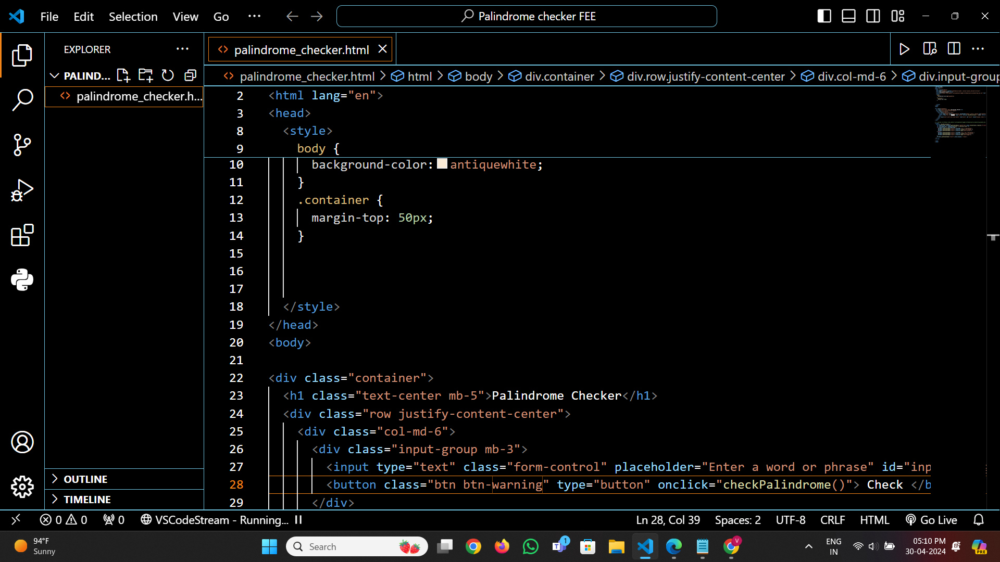 File Edit Selection View Go ··· Palindrome checker FEE
EXPLORER ···
palindrome_checker.html
PALIND...
palindrome_checker.html > html > body > div.container > div.row.justify-content-center > div.col-md-6 > div.input-group
palindrome_checker.h...
2 <html lang="en">
3 <head>
8 <style>
9 body {
10 background-color: antiquewhite;
11 }
12 .container {
13 margin-top: 50px;
14 }
15
16
17
18 </style>
19 </head>
20 <body>
21
22 <div class="container">
23 <h1 class="text-center mb-5">Palindrome Checker</h1>
24 <div class="row justify-content-center">
25 <div class="col-md-6">
26 <div class="input-group mb-3">
27 <input type="text" class="form-control" placeholder="Enter a word or phrase" id="inp
28 <button class="btn btn-warning" type="button" onclick="checkPalindrome()"> Check </b
29 </div>
OUTLINE
TIMELINE
0 0 0 VSCodeStream - Running... Ln 28, Col 39 Spaces: 2 UTF-8 CRLF HTML Go Live
94°F
Sunny
Search
1
V
ENG
IN
05:10 PM
30-04-2024
PRE